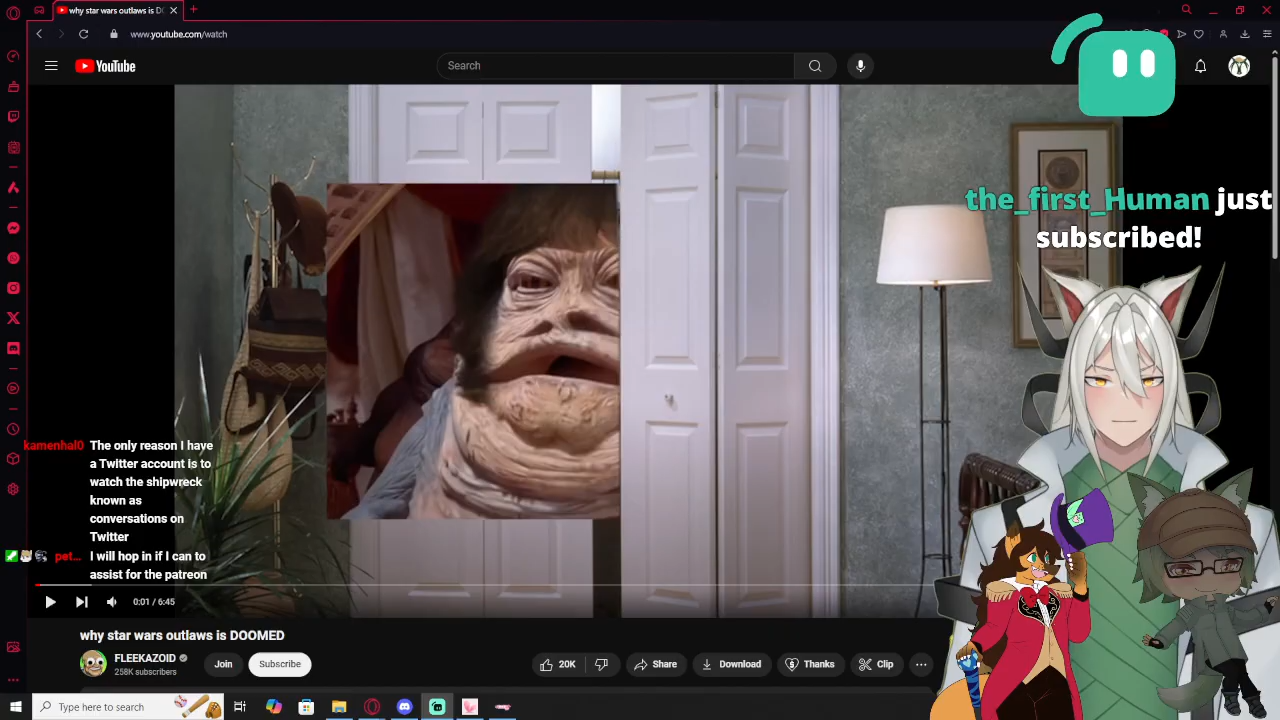 why star wars outlaws is DO
www.youtube.com/watch
YouTube
Search
the_first_Human just
subscribed!
kamenhal0 The only reason I have
a Twitter account is to
watch the shipwreck
known as
conversations on
Twitter
pet... I will hop in if I can to
assist for the patreon
0:01 / 6:45
why star wars outlaws is DOOMED
FLEEKAZOID
258K subscribers
Join
Subscribe
20K
Share
Download
Thanks
Clip
Type here to search